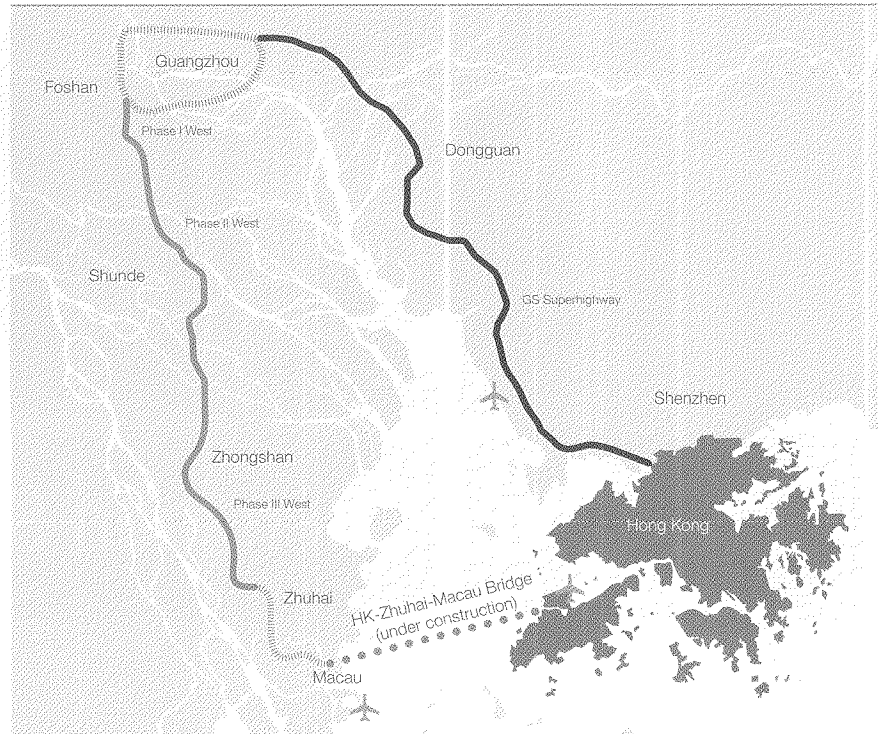 Guangzhou
Foshan
Phase I West
Dongguan
Phase II West
Shunde
GS Superhighway
Shenzhen
Zhongshan
Phase III West
Hong Kong
HK-Zhuhai-Macau Bridge
(under construction)
Zhuhai
Macau